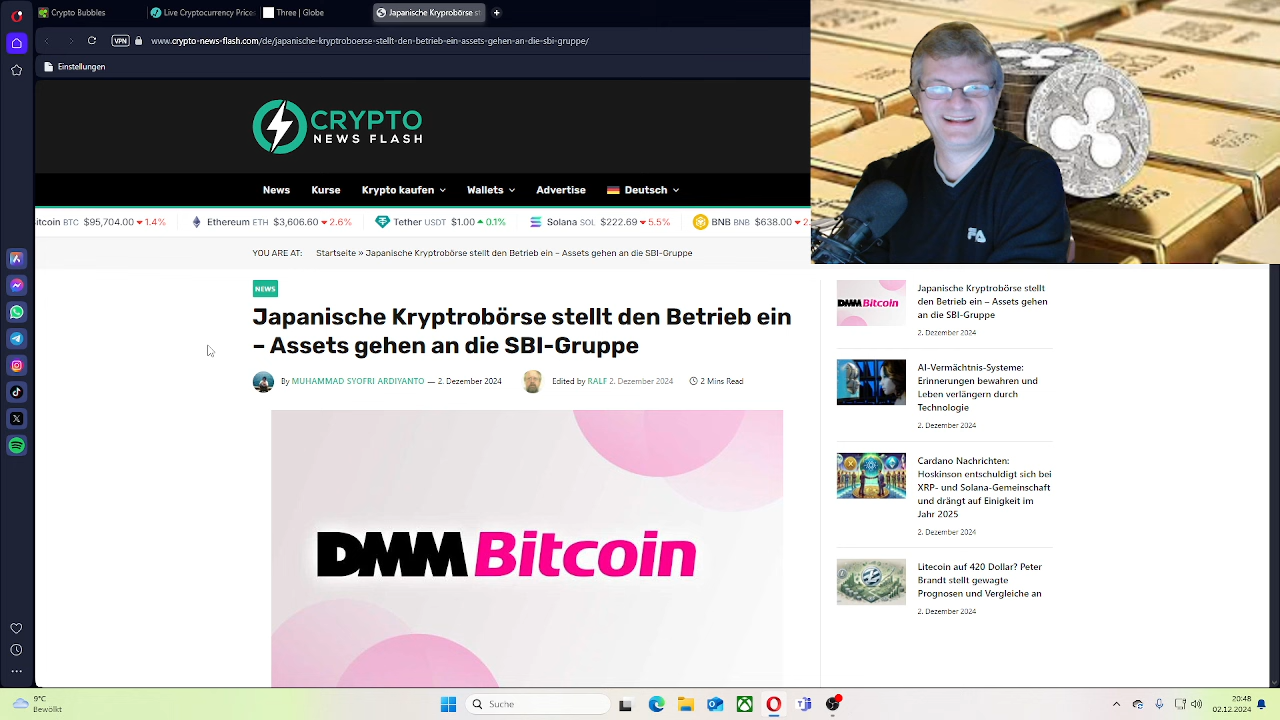 Crypto Bubbles
Live Cryptocurrency Price:
Three | Globe
Japanische Kryprobörse st
VPN
www.crypto-news-flash.com/de/japanische-kryptoboerse-stellt-den-betrieb-ein-assets-gehen-an-die-sbi-gruppe/
Einstellungen
CRYPTO
NEWS FLASH
News Kurse Krypto kaufen Wallets Advertise Deutsch
itcoin BTC $95,704.00 1.4% Ethereum ETH $3,606.60 2.6% Tether USDT $1.00 0.1% Solana SOL $222.69 5.5% BNB BNB $638.00 2.
YOU ARE AT: Startseite » Japanische Kryptobörse stellt den Betrieb ein – Assets gehen an die SBI-Gruppe
NEWS
Japanische Kryptobörse stellt den Betrieb ein
– Assets gehen an die SBI-Gruppe
By MUHAMMAD SYOFRI ARDIYANTO — 2. Dezember 2024 Edited by RALF 2. Dezember 2024 2 Mins Read
DMM Bitcoin
DMM Bitcoin
Japanische Kryptobörse stellt
den Betrieb ein – Assets gehen
an die SBI-Gruppe
2. Dezember 2024
AI-Vermächtnis-Systeme:
Erinnerungen bewahren und
Leben verlängern durch
Technologie
2. Dezember 2024
Cardano Nachrichten:
Hoskinson entschuldigt sich bei
XRP- und Solana-Gemeinschaft
und drängt auf Einigkeit im
Jahr 2025
2. Dezember 2024
Litecoin auf 420 Dollar? Peter
Brandt stellt gewagte
Prognosen und Vergleiche an
2. Dezember 2024
FILA
9°C
Bewölkt
Suche
20:48
02.12.2024